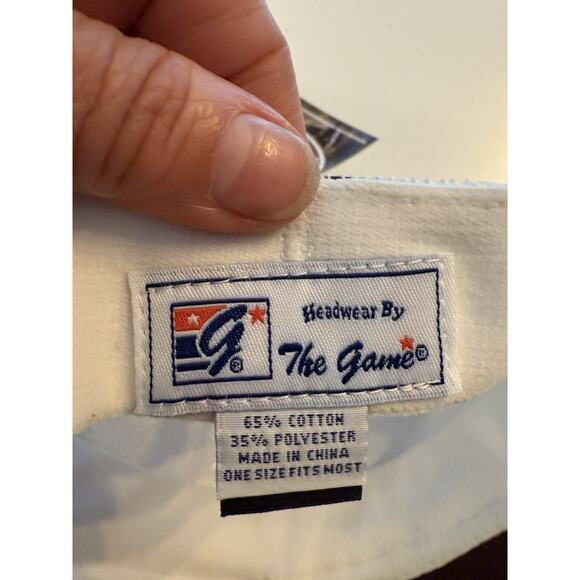 G®
Headwear By
The Game®
65% COTTON
35% POLYESTER
MADE IN CHINA
ONE SIZE FITS MOST